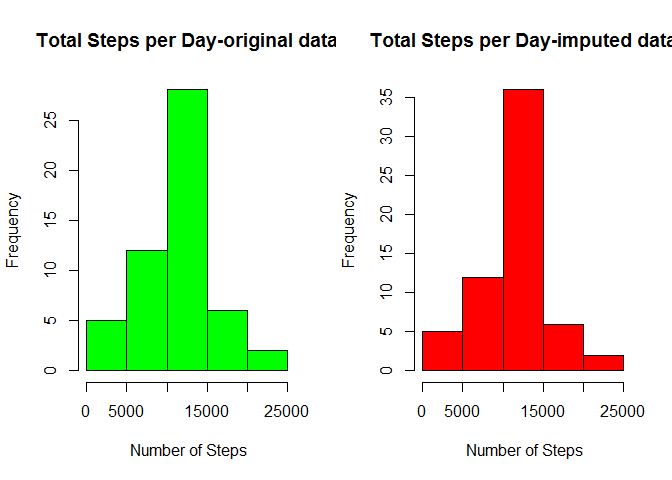 Total Steps per Day-original data
Frequency
25
20
15
10
5
0
0 5000 15000 25000
Number of Steps
Total Steps per Day-imputed data
Frequency
35
30
25
20
15
10
5
0
0 5000 15000 25000
Number of Steps